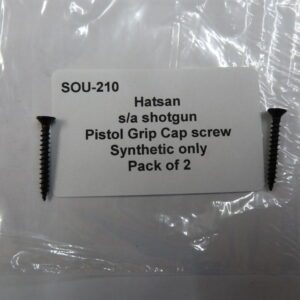 SOU-210
Hatsan
s/a shotgun
Pistol Grip Cap screw
Synthetic only
Pack of 2